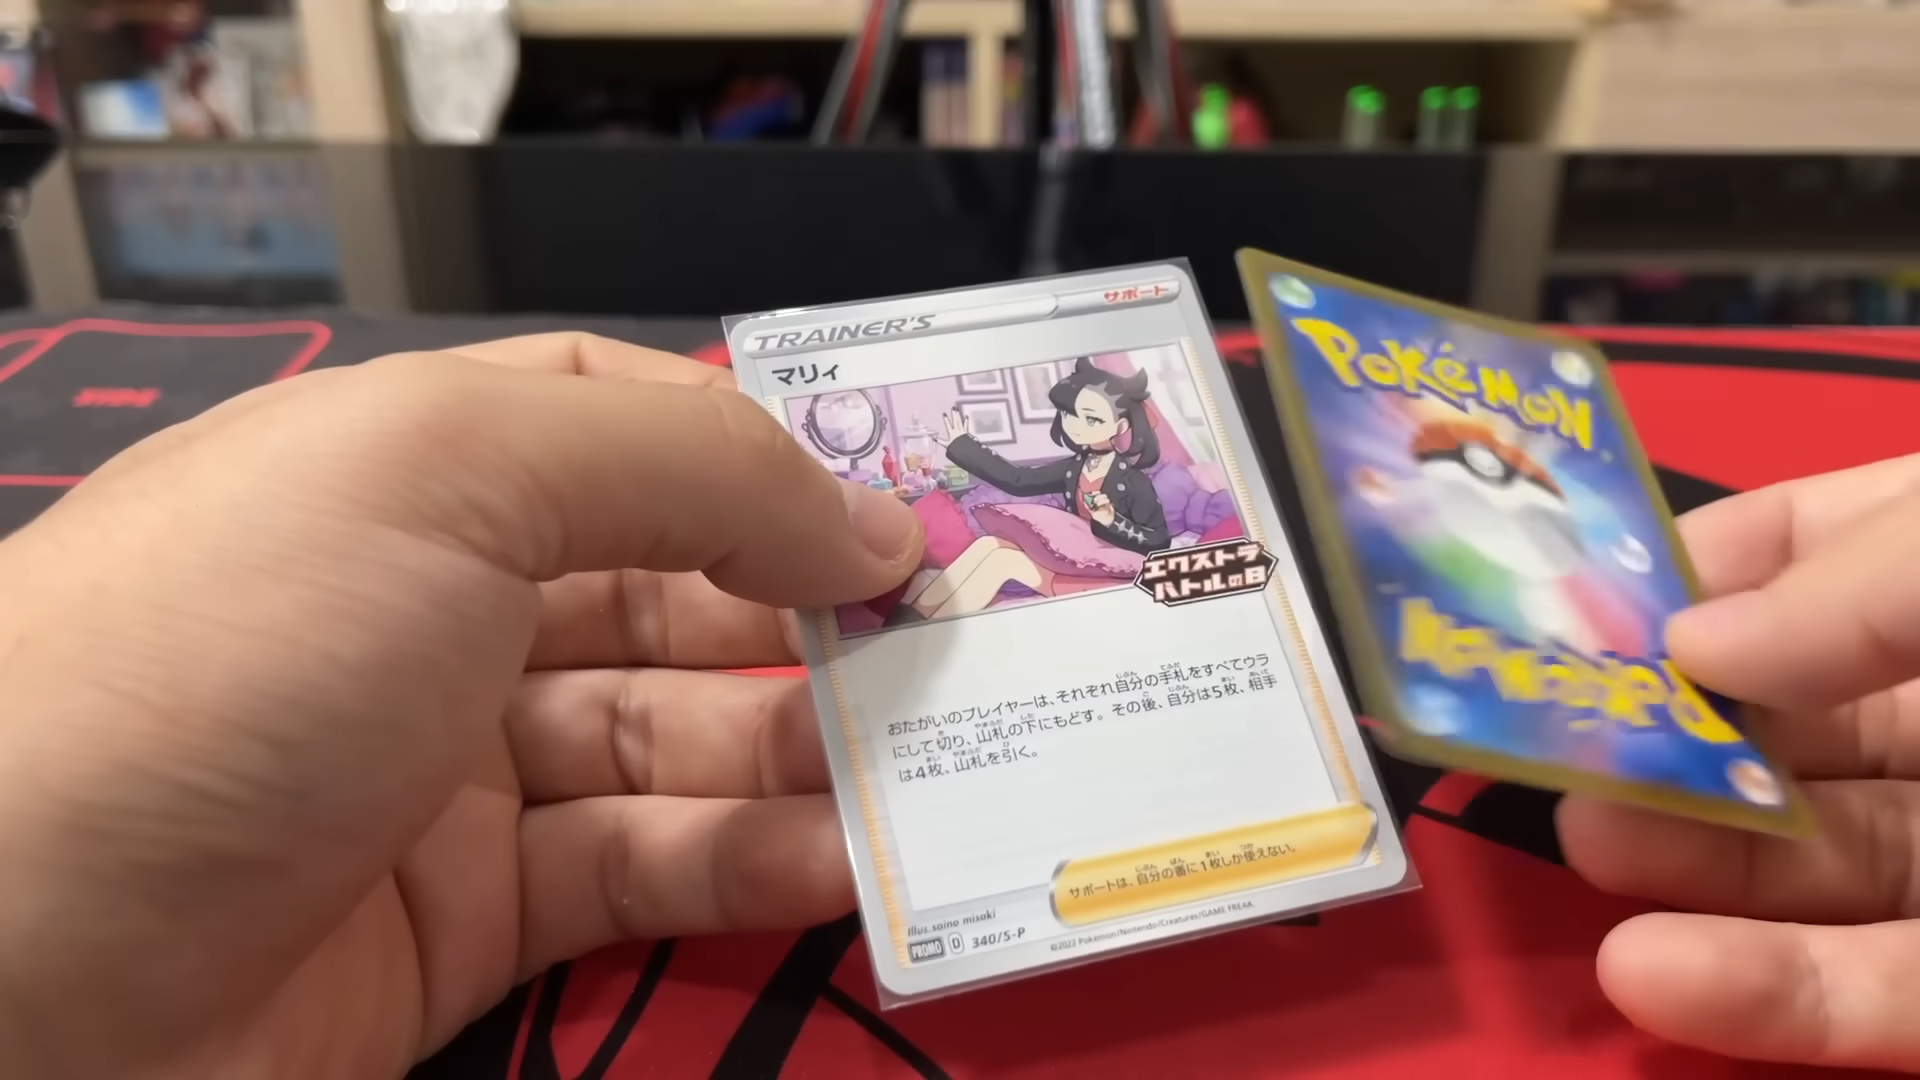 TRAINER'S
サポート
マリィ
エクストラ
バトルの日
おたがいのプレイヤーは、それぞれ自分の手札をすべてウラ
にして切り、山札の下にもどす。その後、自分は5枚、相手
は4枚、山札を引く。
サポートは、自分の番に1枚しか使えない。
Illus. saino misaki
PROMO D 340/S-P
©2022 Pokémon/Nintendo/Creatures/GAME FREAK.
POKéMON
POKéMON